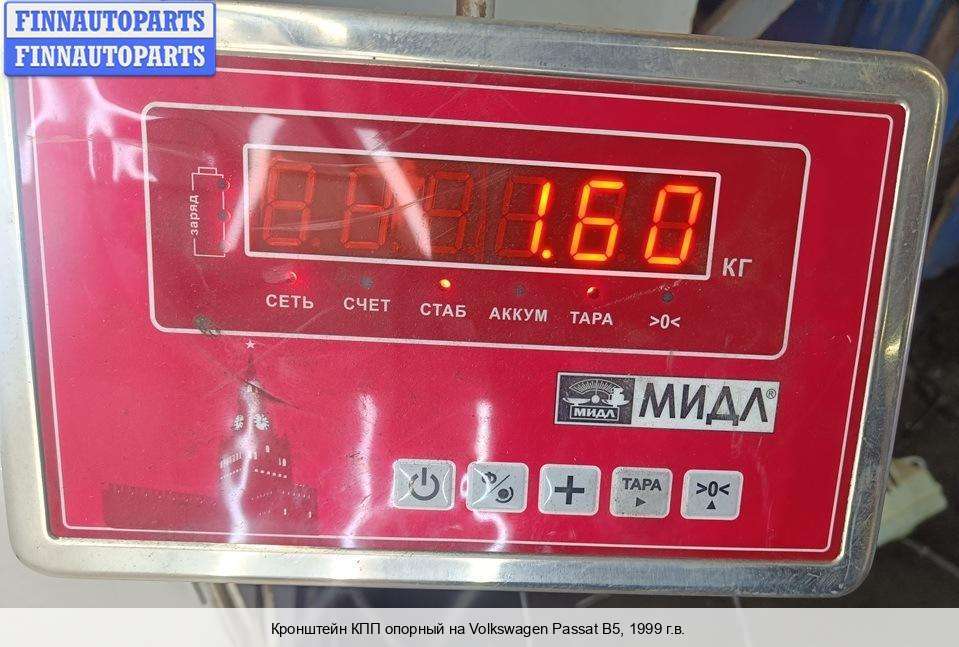 FINNAUTOPARTS
FINNAUTOPARTS
заряд
1.60
КГ
СЕТЬ СЧЕТ СТАБ АККУМ ТАРА >0<
МИДЛ МИДЛ®
+ ТАРА >0<
Кронштейн КПП опорный на Volkswagen Passat B5, 1999 г.в.